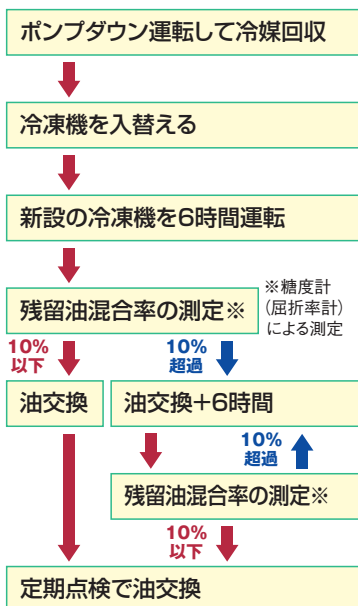 ポンプダウン運転して冷媒回収
冷凍機を入替える
新設の冷凍機を6時間運転
残留油混合率の測定※
※糖度計
(屈折率計)
による測定
10%
以下
10%
超過
油交換
油交換+6時間
10%
超過
残留油混合率の測定※
10%
以下
定期点検で油交換